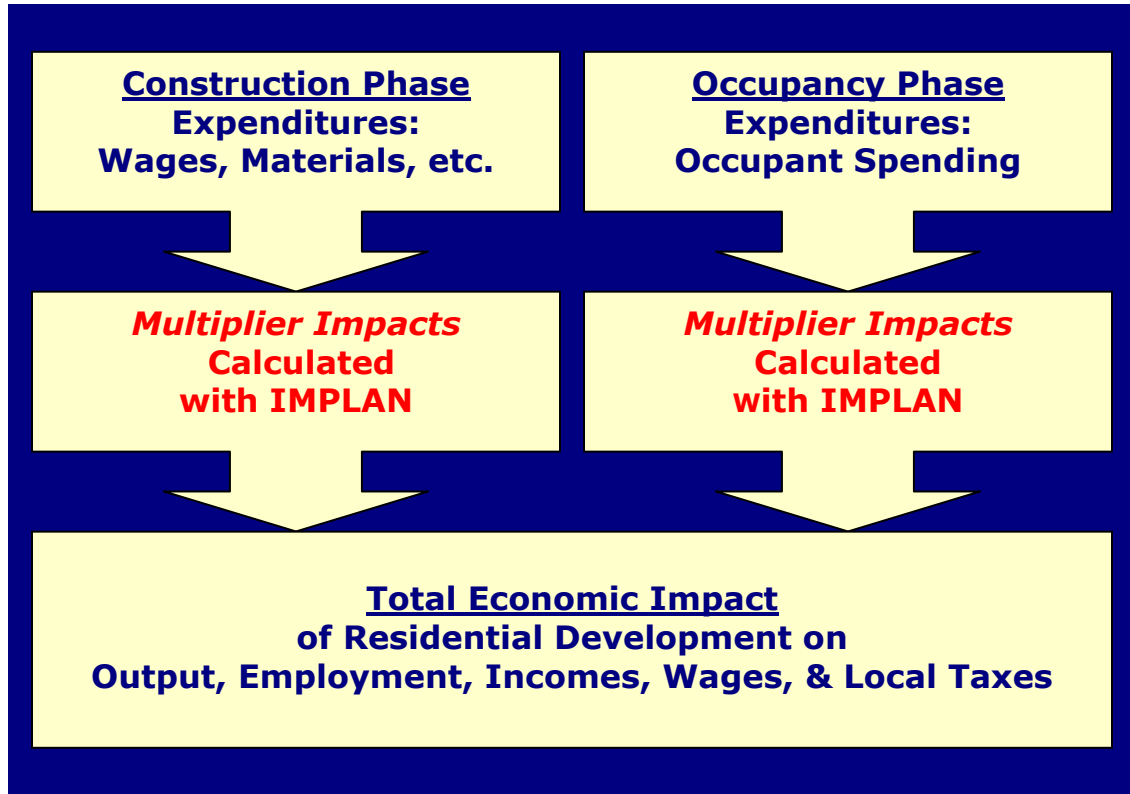 Construction Phase
Expenditures:
Wages, Materials, etc.
Occupancy Phase
Expenditures:
Occupant Spending
Multiplier Impacts
Calculated
with IMPLAN
Multiplier Impacts
Calculated
with IMPLAN
Total Economic Impact
of Residential Development on
Output, Employment, Incomes, Wages, & Local Taxes